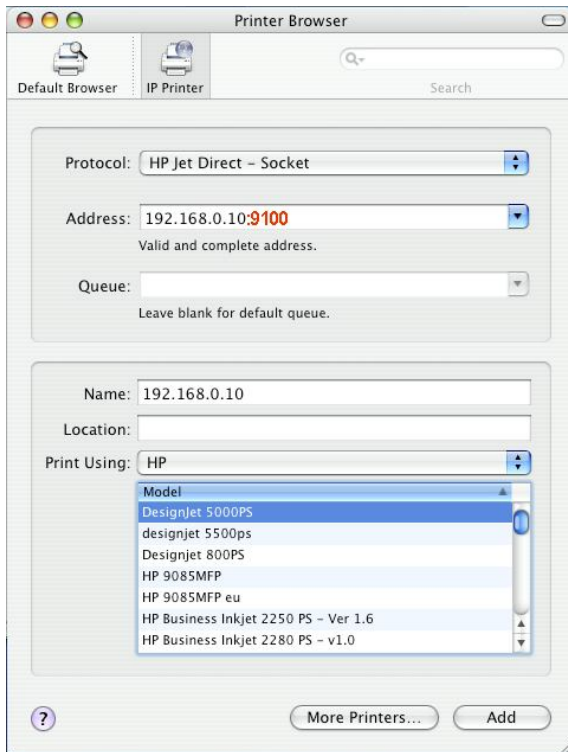 Printer Browser
Default Browser
IP Printer
Search
Protocol: HP Jet Direct – Socket
Address: 192.168.0.10:9100
Valid and complete address.
Queue:
Leave blank for default queue.
Name: 192.168.0.10
Location:
Print Using: HP
Model
DesignJet 5000PS
designjet 5500ps
Designjet 800PS
HP 9085MFP
HP 9085MFP eu
HP Business Inkjet 2250 PS – Ver 1.6
HP Business Inkjet 2280 PS – v1.0
?
More Printers... Add